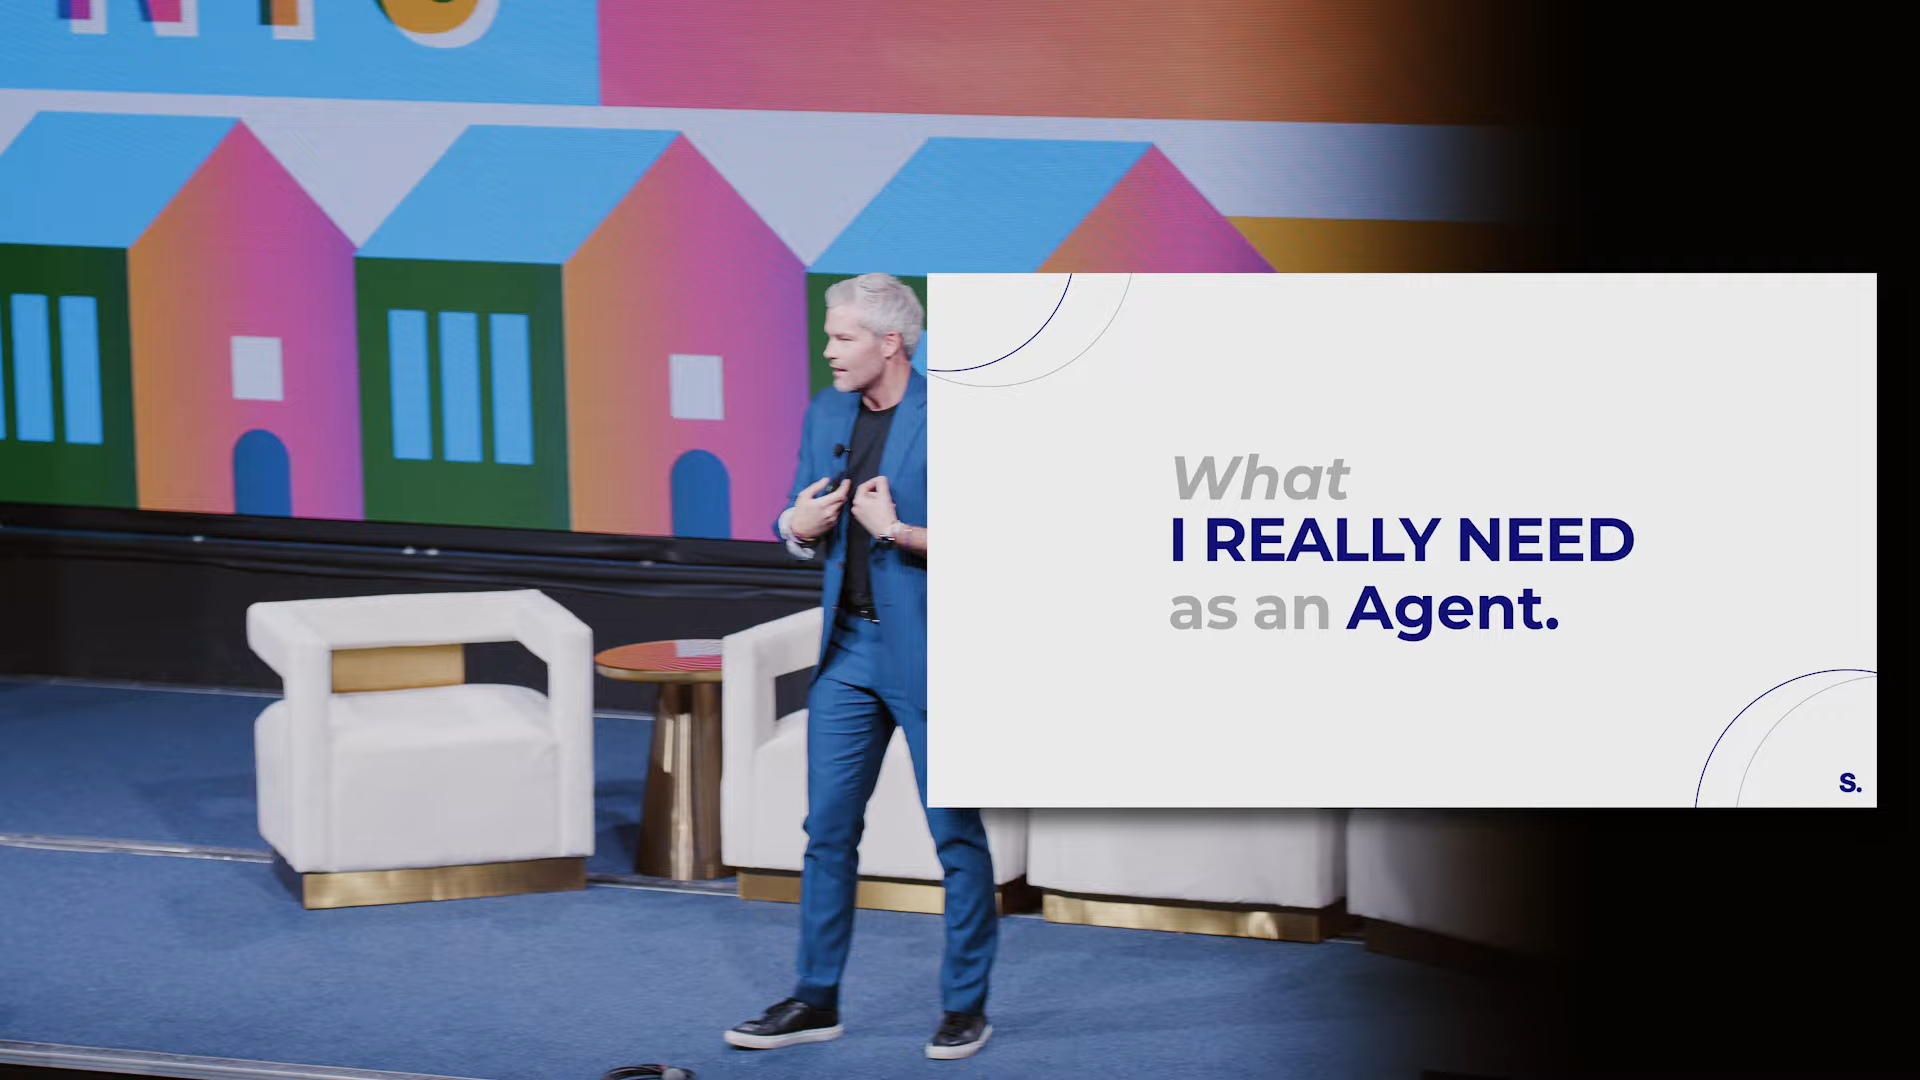 What
I REALLY NEED
as an Agent.
S.